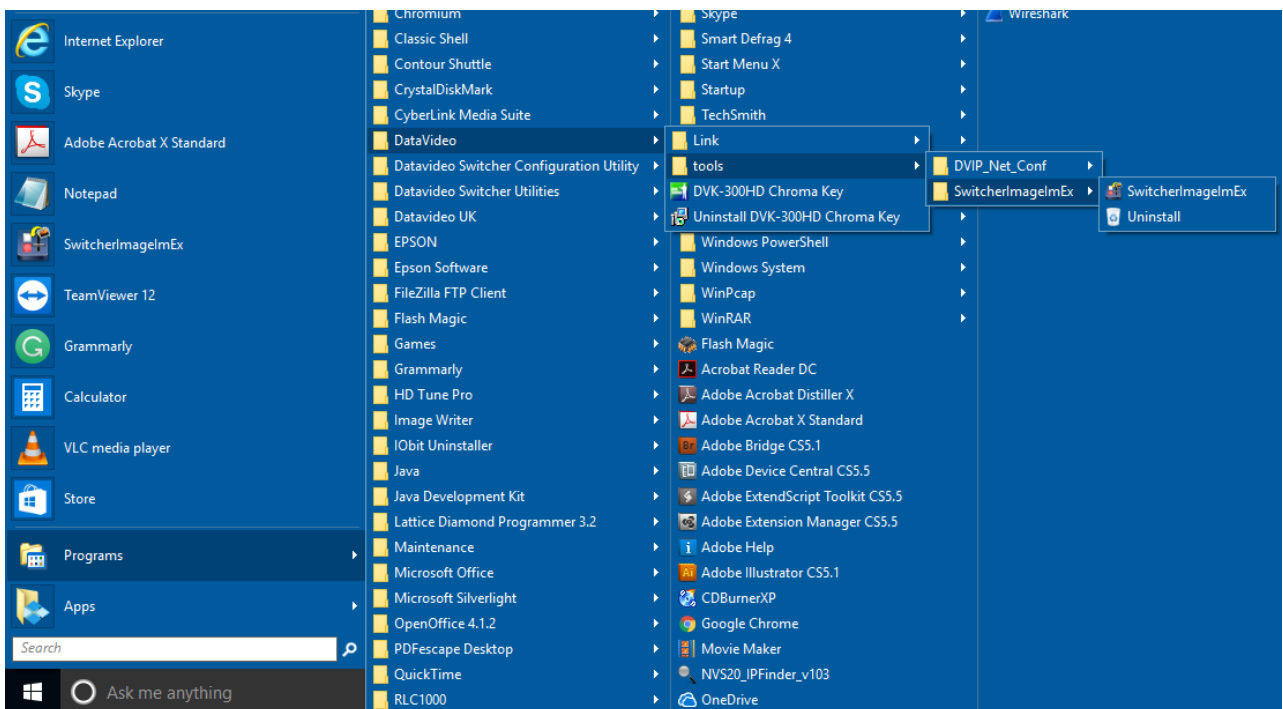 Internet Explorer
Skype
Adobe Acrobat X Standard
Notepad
SwitcherImageImEx
TeamViewer 12
Grammarly
Calculator
VLC media player
Store
Programs
Apps
Search
Ask me anything
Chromium
Classic Shell
Contour Shuttle
CrystalDiskMark
CyberLink Media Suite
DataVideo
Datavideo Switcher Configuration Utility
Datavideo Switcher Utilities
Datavideo UK
EPSON
Epson Software
FileZilla FTP Client
Flash Magic
Games
Grammarly
HD Tune Pro
Image Writer
IObit Uninstaller
Java
Java Development Kit
Lattice Diamond Programmer 3.2
Maintenance
Microsoft Office
Microsoft Silverlight
OpenOffice 4.1.2
PDFescape Desktop
QuickTime
RLC1000
Skype
Smart Defrag 4
Start Menu X
Startup
TechSmith
Link
tools
DVK-300HD Chroma Key
Uninstall DVK-300HD Chroma Key
Windows PowerShell
Windows System
WinPcap
WinRAR
Flash Magic
Acrobat Reader DC
Adobe Acrobat Distiller X
Adobe Acrobat X Standard
Adobe Bridge CS5.1
Adobe Device Central CS5.5
Adobe ExtendScript Toolkit CS5.5
Adobe Extension Manager CS5.5
Adobe Help
Adobe Illustrator CS5.1
CDBurnerXP
Google Chrome
Movie Maker
NVS20_IPFinder_v103
OneDrive
Wireshark
DVIP_Net_Conf
SwitcherImageImEx
SwitcherImageImEx
Uninstall